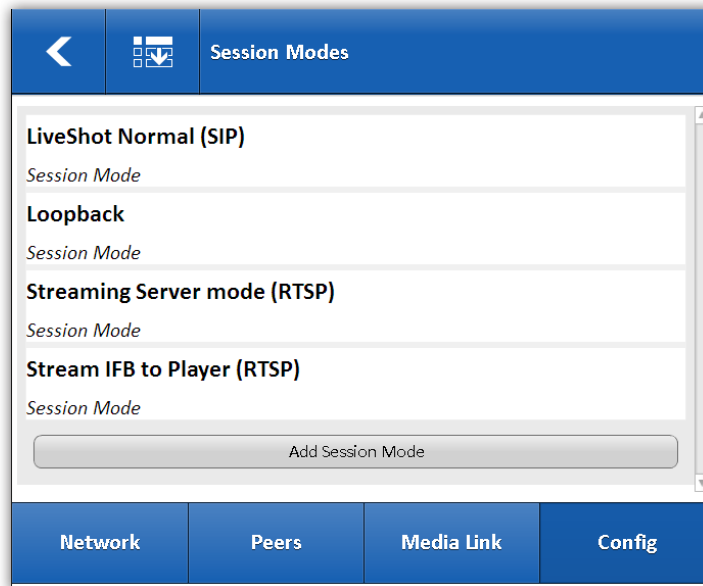 Session Modes
LiveShot Normal (SIP)
Session Mode
Loopback
Session Mode
Streaming Server mode (RTSP)
Session Mode
Stream IFB to Player (RTSP)
Session Mode
Add Session Mode
Network Peers Media Link Config